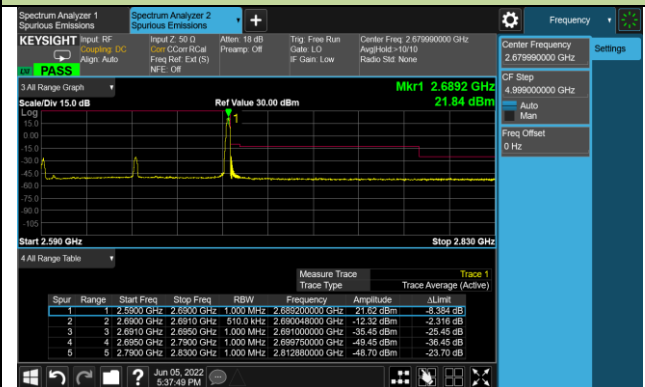 Spectrum Analyzer 1
Spurious Emissions
Spectrum Analyzer 2
Spurious Emissions
Frequency
KEYSIGHT
Input: RF
Coupling: DC
Align: Auto
Input Z: 50 Ω
Corr CCorr RCal
Freq Ref: Ext (S)
NFE: Off
Atten: 18 dB
Preamp: Off
Trig: Free Run
Gate: LO
IF Gain: Low
Center Freq: 2.679990000 GHz
Avg|Hold:>10/10
Radio Std: None
PASS
Center Frequency
2.679990000 GHz
Settings
CF Step
4.999000000 GHz
Auto
Man
Freq Offset
0 Hz
3 All Range Graph
Mkr1 2.6892 GHz
Scale/Div 15.0 dB
Ref Value 30.00 dBm
21.84 dBm
Log
15.0
0.00
-15.0
-30.0
-45.0
-60.0
-75.0
-90.0
-105
1
Start 2.590 GHz
Stop 2.830 GHz
4 All Range Table
Measure Trace Trace 1
Trace Type Trace Average (Active)
Spur Range Start Freq Stop Freq RBW Frequency Amplitude ΔLimit
1 1 2.5900 GHz 2.6900 GHz 1.000 MHz 2.689200000 GHz 21.62 dBm -8.384 dB
2 2 2.6900 GHz 2.6910 GHz 510.0 kHz 2.690048000 GHz -12.32 dBm -2.316 dB
3 3 2.6910 GHz 2.6950 GHz 1.000 MHz 2.691000000 GHz -35.45 dBm -25.45 dB
4 4 2.6950 GHz 2.7900 GHz 1.000 MHz 2.699750000 GHz -49.45 dBm -36.45 dB
5 5 2.7900 GHz 2.8300 GHz 1.000 MHz 2.812880000 GHz -48.70 dBm -23.70 dB
Jun 05, 2022
5:37:49 PM